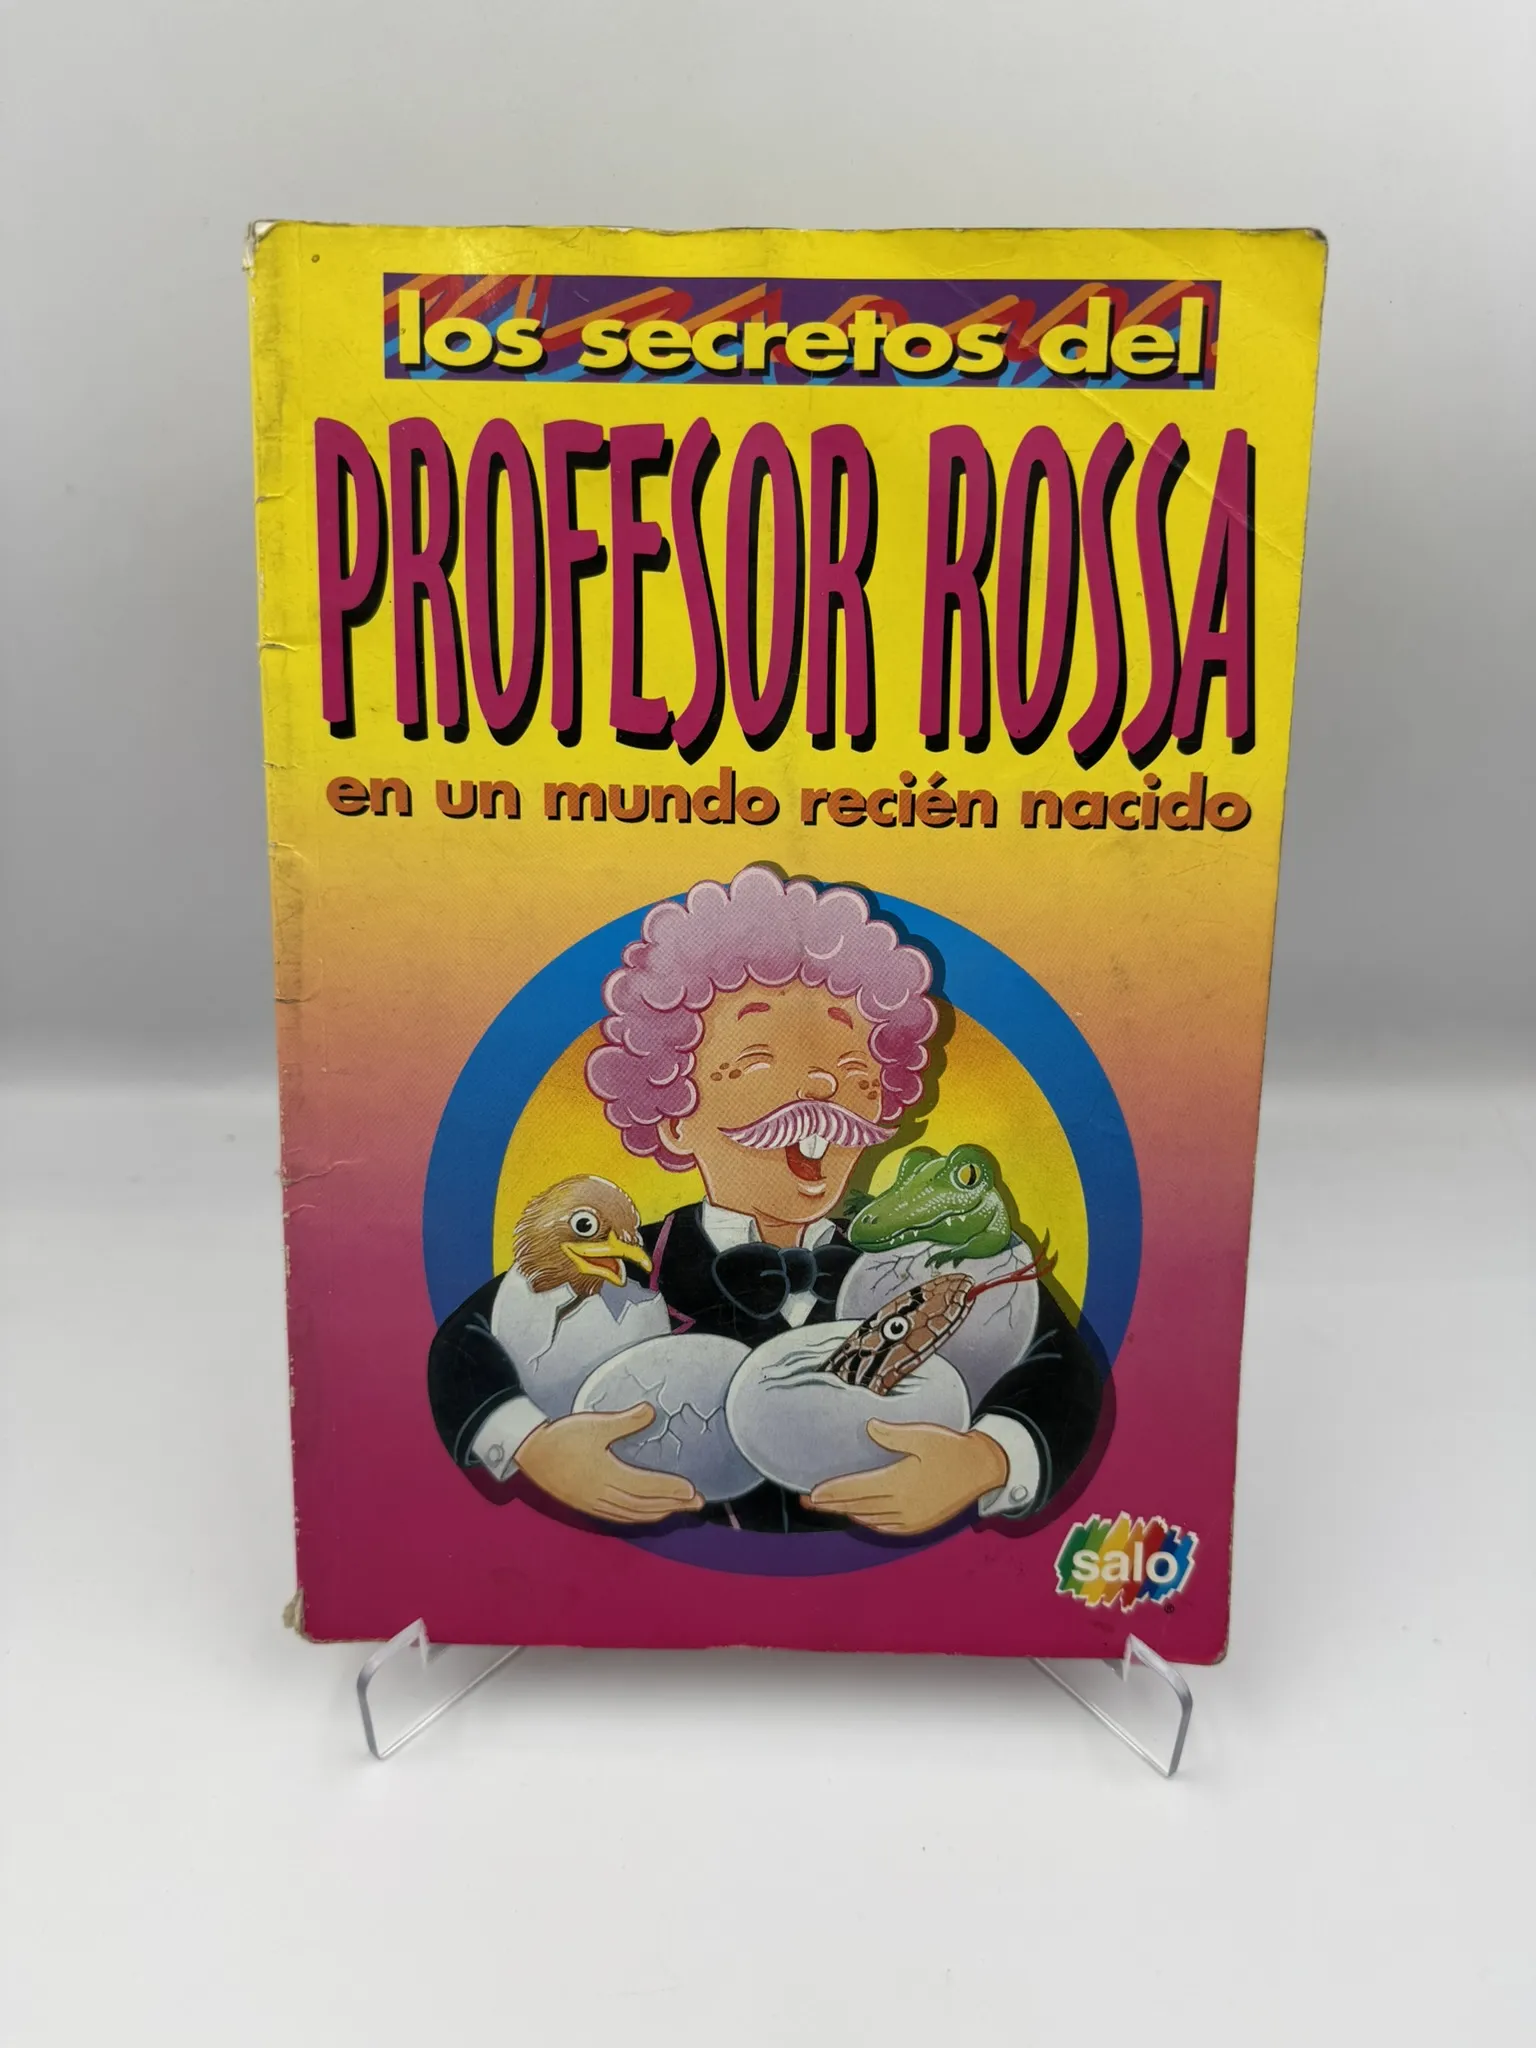 los secretos del
PROFESOR ROSSA
en un mundo recién nacido
salo
®